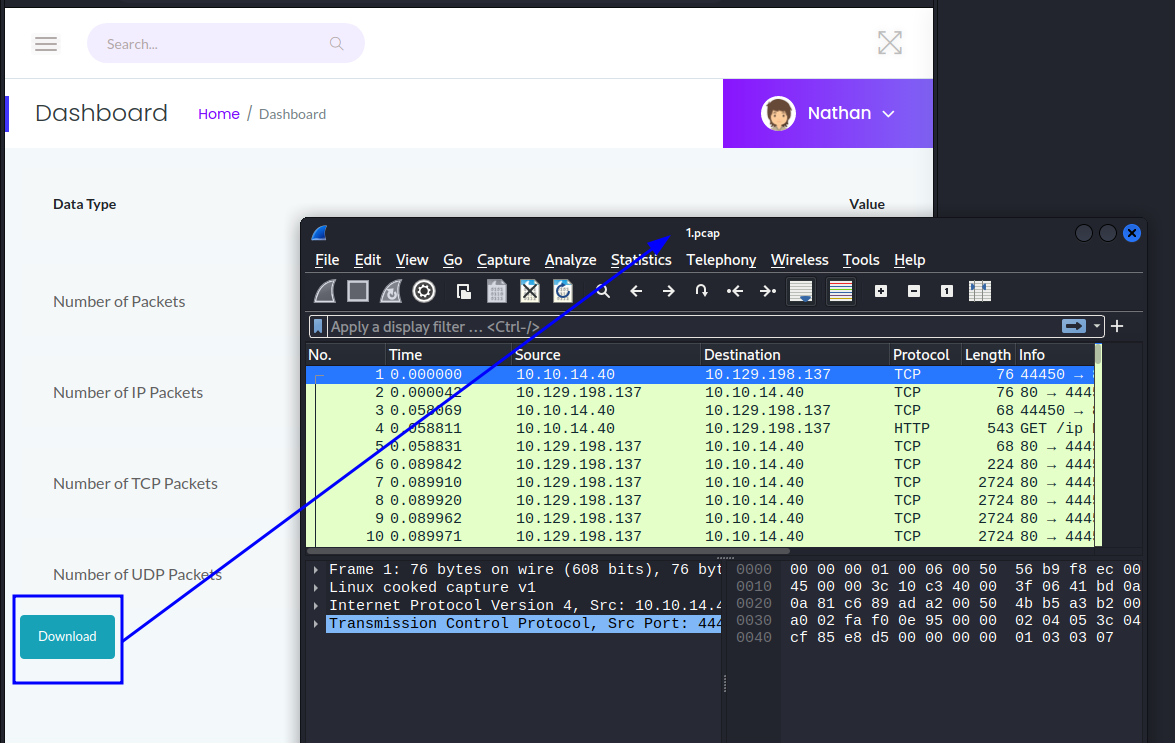 Search...
Dashboard Home / Dashboard Nathan
Data Type Value
Number of Packets
Number of IP Packets
Number of TCP Packets
Number of UDP Packets
Download
1.pcap
File Edit View Go Capture Analyze Statistics Telephony Wireless Tools Help
Apply a display filter … <Ctrl-/>
No. Time Source Destination Protocol Length Info
1 0.000000 10.10.14.40 10.129.198.137 TCP 76 44450 →
2 0.000042 10.129.198.137 10.10.14.40 TCP 76 80 → 444
3 0.058069 10.10.14.40 10.129.198.137 TCP 68 44450 →
4 0.058811 10.10.14.40 10.129.198.137 HTTP 543 GET /ip
5 0.058831 10.129.198.137 10.10.14.40 TCP 68 80 → 444
6 0.089842 10.129.198.137 10.10.14.40 TCP 224 80 → 444
7 0.089910 10.129.198.137 10.10.14.40 TCP 2724 80 → 444
8 0.089920 10.129.198.137 10.10.14.40 TCP 2724 80 → 444
9 0.089962 10.129.198.137 10.10.14.40 TCP 2724 80 → 444
10 0.089971 10.129.198.137 10.10.14.40 TCP 2724 80 → 444
Frame 1: 76 bytes on wire (608 bits), 76 byt
Linux cooked capture v1
Internet Protocol Version 4, Src: 10.10.14.4
Transmission Control Protocol, Src Port: 444
0000 00 00 00 01 00 06 00 50 56 b9 f8 ec 00
0010 45 00 00 3c 10 c3 40 00 3f 06 41 bd 0a
0020 0a 81 c6 89 ad a2 00 50 4b b5 a3 b2 00
0030 a0 02 fa f0 0e 95 00 00 02 04 05 3c 04
0040 cf 85 e8 d5 00 00 00 00 01 03 03 07